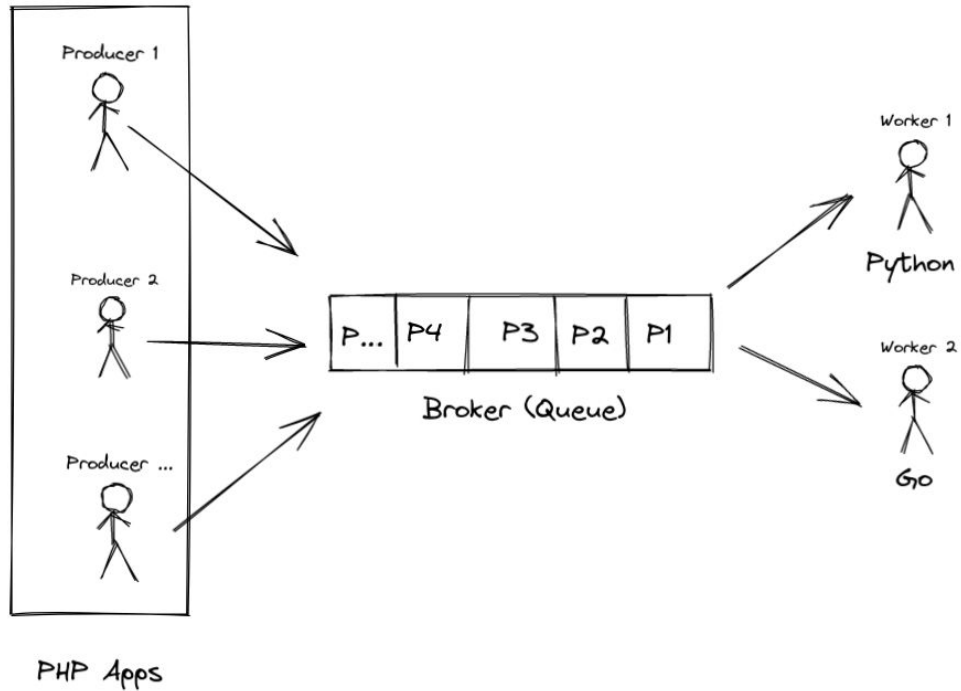 Producer 1
Producer 2
Producer ...
PHP Apps
P... P4 P3 P2 P1
Broker (Queue)
Worker 1
Python
Worker 2
Go